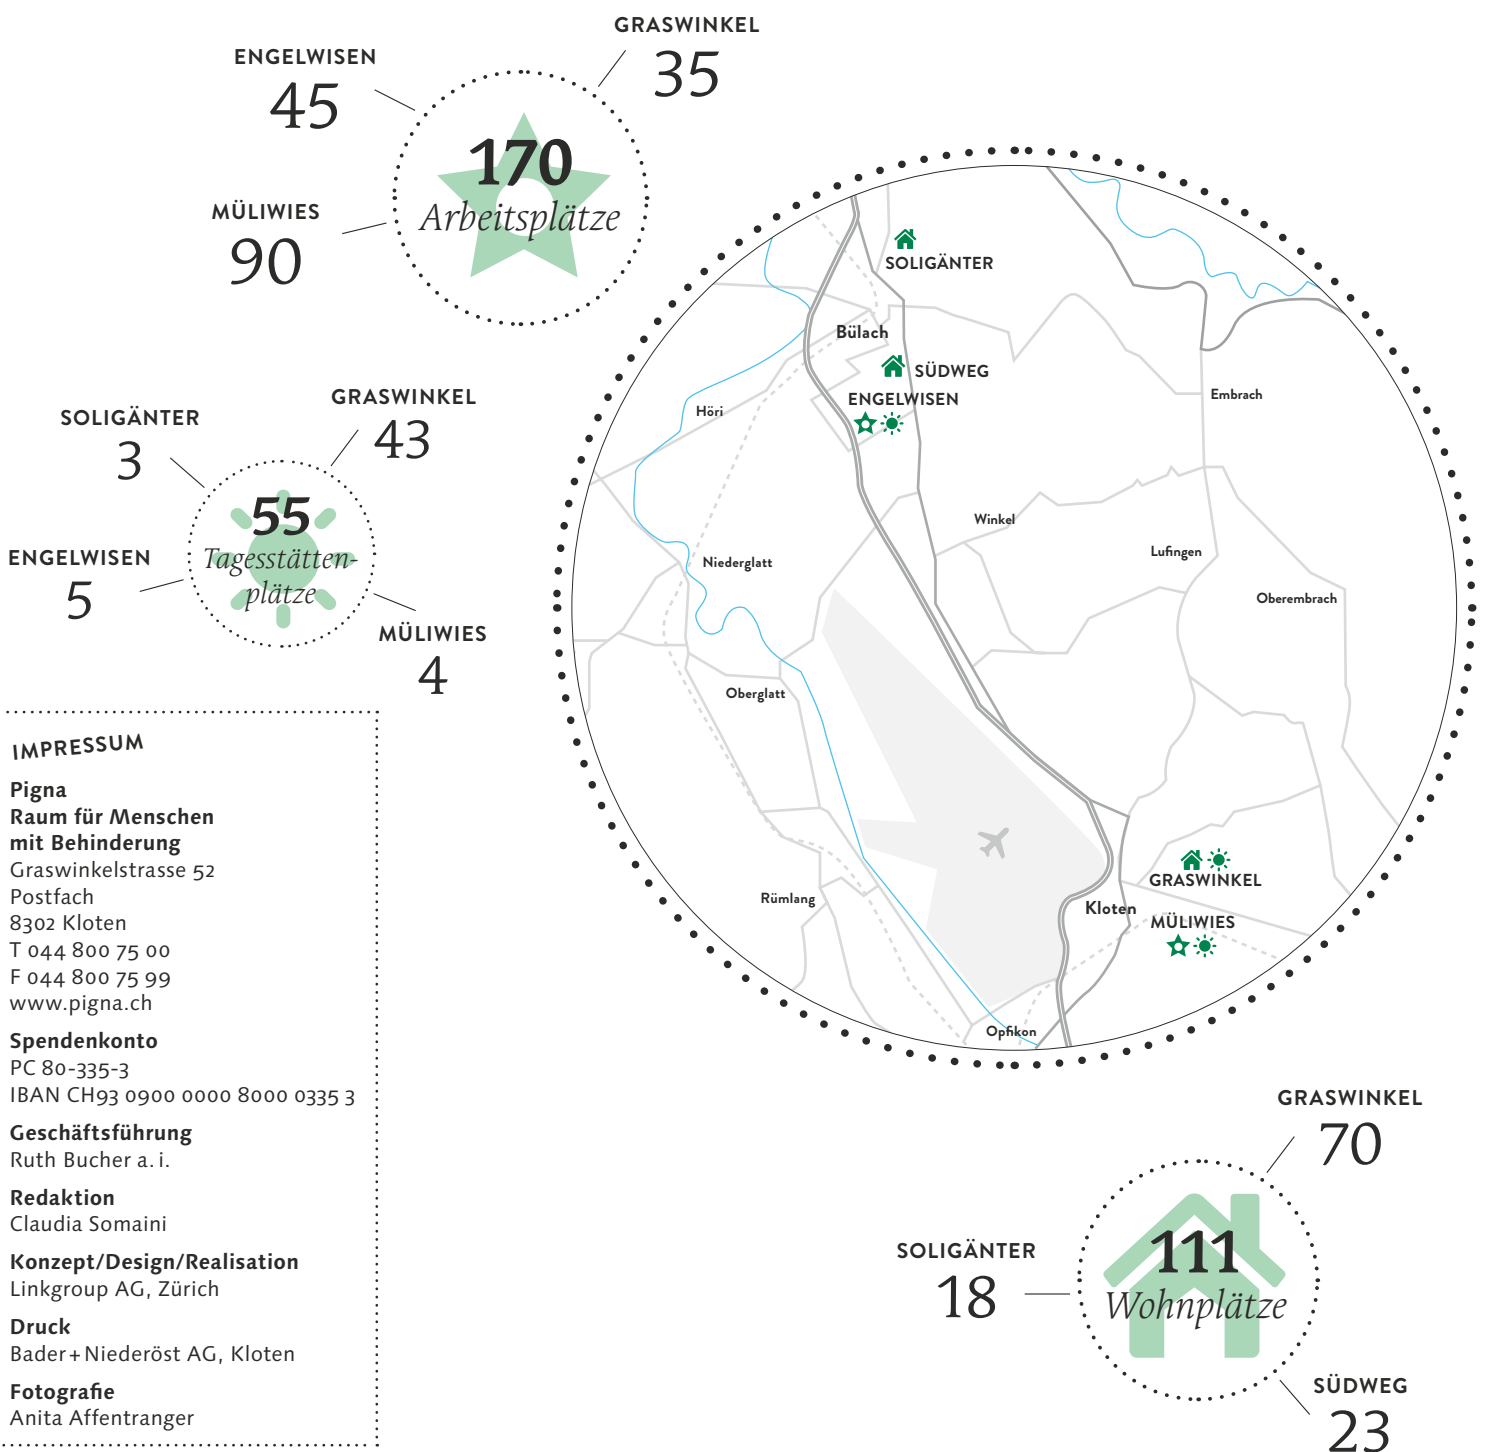 GRASWINKEL
35
ENGELWISEN
45
MÜLIWIES
90
170
Arbeitsplätze
SOLIGÄNTER
3
GRASWINKEL
43
ENGELWISEN
5
MÜLIWIES
4
55
Tagesstätten-
plätze
SOLIGÄNTER
Bülach
SÜDWEG
ENGELWISEN
Höri
Embrach
Winkel
Lufingen
Niederglatt
Oberembrach
Oberglatt
Rümlang
Kloten
GRASWINKEL
MÜLIWIES
Opfikon
IMPRESSUM
Pigna
Raum für Menschen
mit Behinderung
Graswinkelstrasse 52
Postfach
8302 Kloten
T 044 800 75 00
F 044 800 75 99
www.pigna.ch
Spendenkonto
PC 80-335-3
IBAN CH93 0900 0000 8000 0335 3
Geschäftsführung
Ruth Bucher a. i.
Redaktion
Claudia Somaini
Konzept/Design/Realisation
Linkgroup AG, Zürich
Druck
Bader+Niederöst AG, Kloten
Fotografie
Anita Affentranger
GRASWINKEL
70
SOLIGÄNTER
18
111
Wohnplätze
SÜDWEG
23